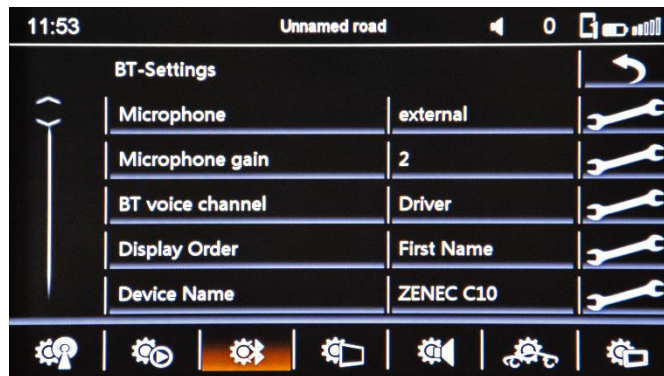 11:53 Unnamed road 0 1
BT-Settings
Microphone external
Microphone gain 2
BT voice channel Driver
Display Order First Name
Device Name ZENEC C10